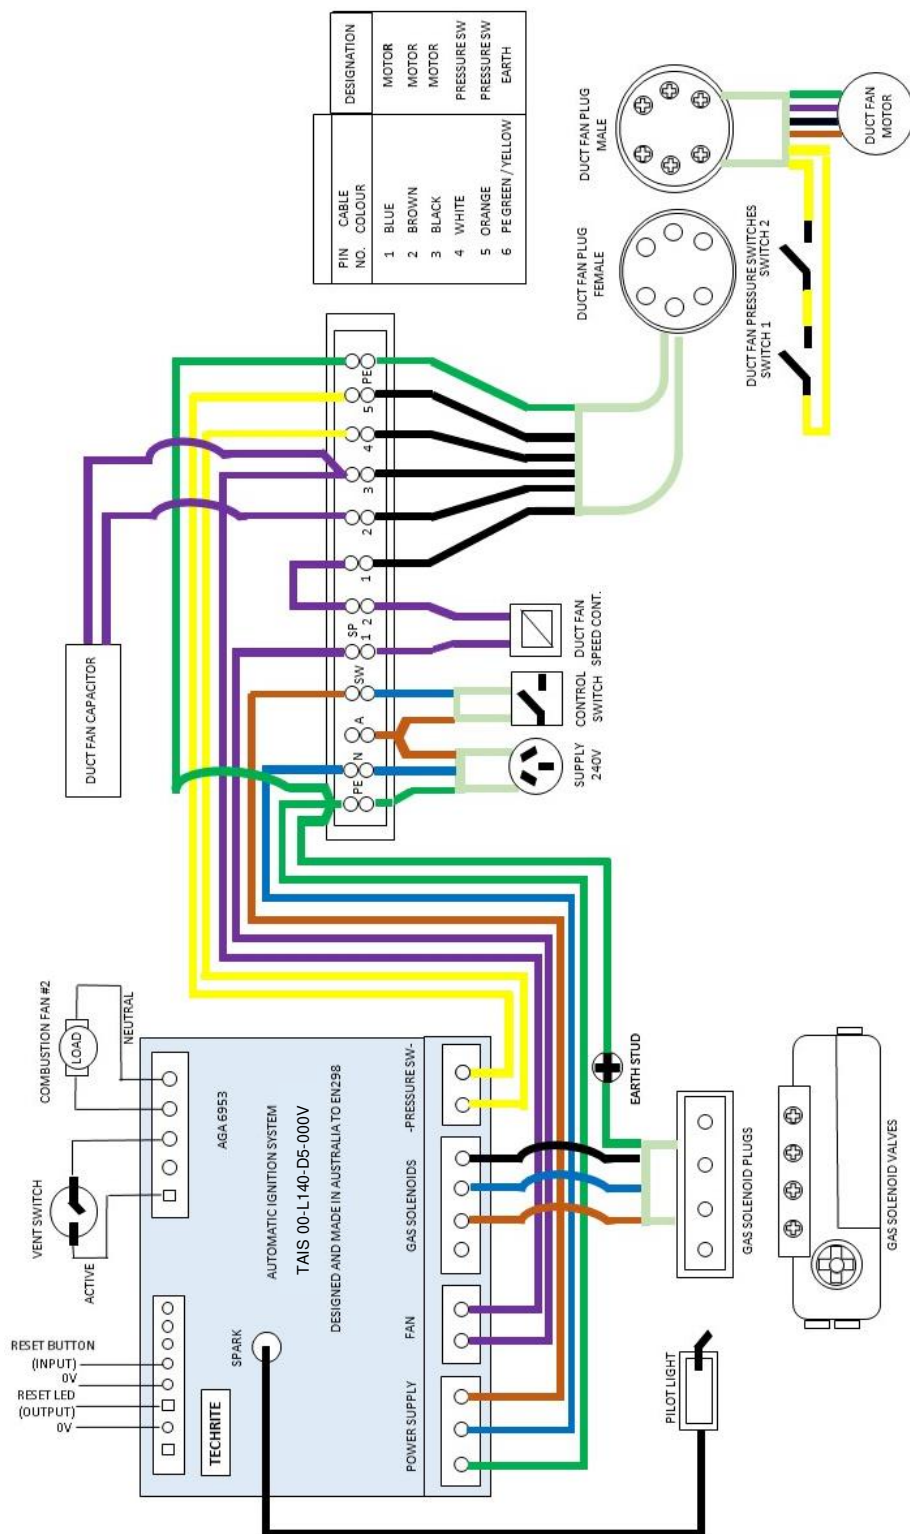 PIN NO.
CABLE COLOUR
DESIGNATION
1 BLUE MOTOR
2 BROWN MOTOR
3 BLACK MOTOR
4 WHITE PRESSURE SW
5 ORANGE PRESSURE SW
6 PE GREEN / YELLOW EARTH
DUCT FAN PLUG
MALE
DUCT FAN
MOTOR
DUCT FAN PLUG
FEMALE
DUCT FAN PRESSURE SWITCHES
SWITCH 1
SWITCH 2
DUCT FAN CAPACITOR
PE
N
A
SW
SP
1
2
1
2
3
4
5
PE
DUCT FAN
SPEED CONT.
CONTROL
SWITCH
SUPPLY
240V
COMBUSTION FAN #2
LOAD
NEUTRAL
VENT SWITCH
ACTIVE
RESET BUTTON
(INPUT)
0V
RESET LED
(OUTPUT)
0V
AGA 6953
AUTOMATIC IGNITION SYSTEM
TAIS 00-L140-D5-000V
DESIGNED AND MADE IN AUSTRALIA TO EN298
SPARK
TECHRITE
POWER SUPPLY
FAN
GAS SOLENOIDS
-PRESSURE SW-
EARTH STUD
PILOT LIGHT
GAS SOLENOID PLUGS
GAS SOLENOID VALVES